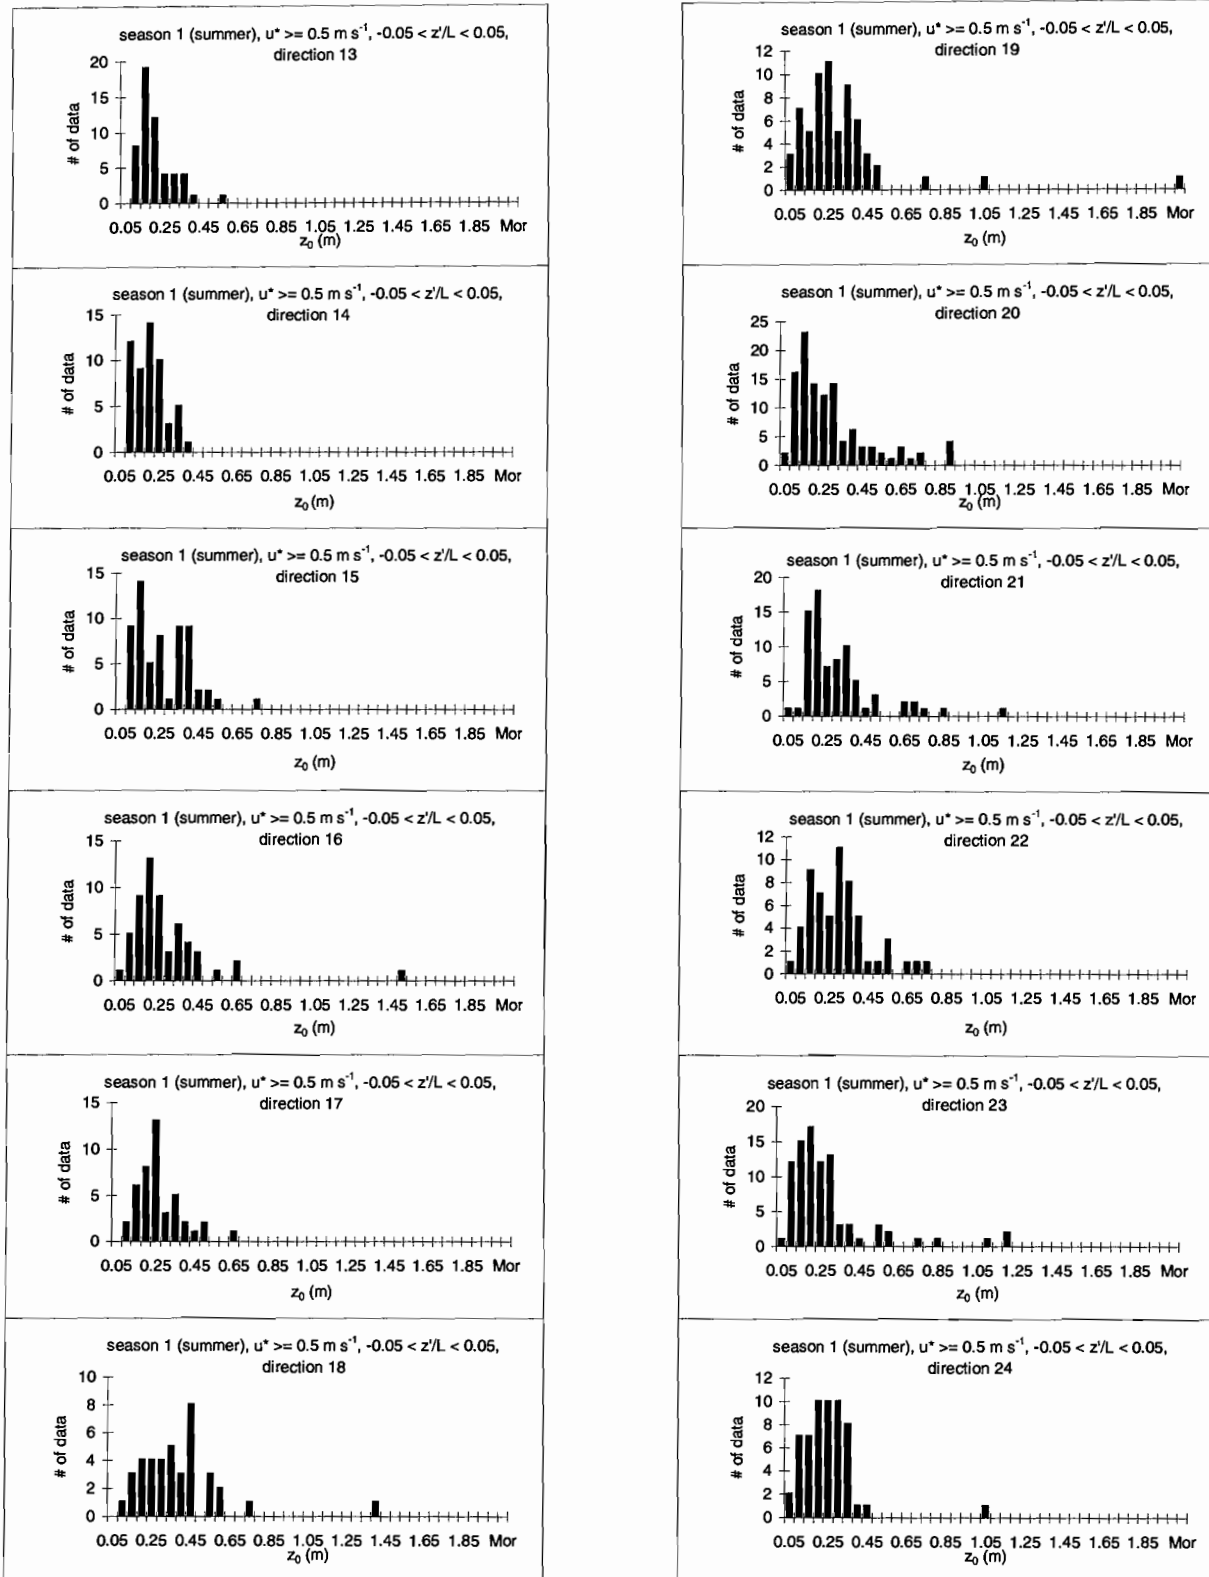 season 1 (summer), u* >= 0.5 m s⁻¹, -0.05 < z'/L < 0.05,
direction 13
20
15
10
5
0
# of data
0.05 0.25 0.45 0.65 0.85 1.05 1.25 1.45 1.65 1.85 Mor
z₀ (m)
season 1 (summer), u* >= 0.5 m s⁻¹, -0.05 < z'/L < 0.05,
direction 14
15
10
5
0
# of data
0.05 0.25 0.45 0.65 0.85 1.05 1.25 1.45 1.65 1.85 Mor
z₀ (m)
season 1 (summer), u* >= 0.5 m s⁻¹, -0.05 < z'/L < 0.05,
direction 15
15
10
5
0
# of data
0.05 0.25 0.45 0.65 0.85 1.05 1.25 1.45 1.65 1.85 Mor
z₀ (m)
season 1 (summer), u* >= 0.5 m s⁻¹, -0.05 < z'/L < 0.05,
direction 16
15
10
5
0
# of data
0.05 0.25 0.45 0.65 0.85 1.05 1.25 1.45 1.65 1.85 Mor
z₀ (m)
season 1 (summer), u* >= 0.5 m s⁻¹, -0.05 < z'/L < 0.05,
direction 17
15
10
5
0
# of data
0.05 0.25 0.45 0.65 0.85 1.05 1.25 1.45 1.65 1.85 Mor
z₀ (m)
season 1 (summer), u* >= 0.5 m s⁻¹, -0.05 < z'/L < 0.05,
direction 18
10
8
6
4
2
0
# of data
0.05 0.25 0.45 0.65 0.85 1.05 1.25 1.45 1.65 1.85 Mor
z₀ (m)
season 1 (summer), u* >= 0.5 m s⁻¹, -0.05 < z'/L < 0.05,
direction 19
12
10
8
6
4
2
0
# of data
0.05 0.25 0.45 0.65 0.85 1.05 1.25 1.45 1.65 1.85 Mor
z₀ (m)
season 1 (summer), u* >= 0.5 m s⁻¹, -0.05 < z'/L < 0.05,
direction 20
25
20
15
10
5
0
# of data
0.05 0.25 0.45 0.65 0.85 1.05 1.25 1.45 1.65 1.85 Mor
z₀ (m)
season 1 (summer), u* >= 0.5 m s⁻¹, -0.05 < z'/L < 0.05,
direction 21
20
15
10
5
0
# of data
0.05 0.25 0.45 0.65 0.85 1.05 1.25 1.45 1.65 1.85 Mor
z₀ (m)
season 1 (summer), u* >= 0.5 m s⁻¹, -0.05 < z'/L < 0.05,
direction 22
12
10
8
6
4
2
0
# of data
0.05 0.25 0.45 0.65 0.85 1.05 1.25 1.45 1.65 1.85 Mor
z₀ (m)
season 1 (summer), u* >= 0.5 m s⁻¹, -0.05 < z'/L < 0.05,
direction 23
20
15
10
5
0
# of data
0.05 0.25 0.45 0.65 0.85 1.05 1.25 1.45 1.65 1.85 Mor
z₀ (m)
season 1 (summer), u* >= 0.5 m s⁻¹, -0.05 < z'/L < 0.05,
direction 24
12
10
8
6
4
2
0
# of data
0.05 0.25 0.45 0.65 0.85 1.05 1.25 1.45 1.65 1.85 Mor
z₀ (m)